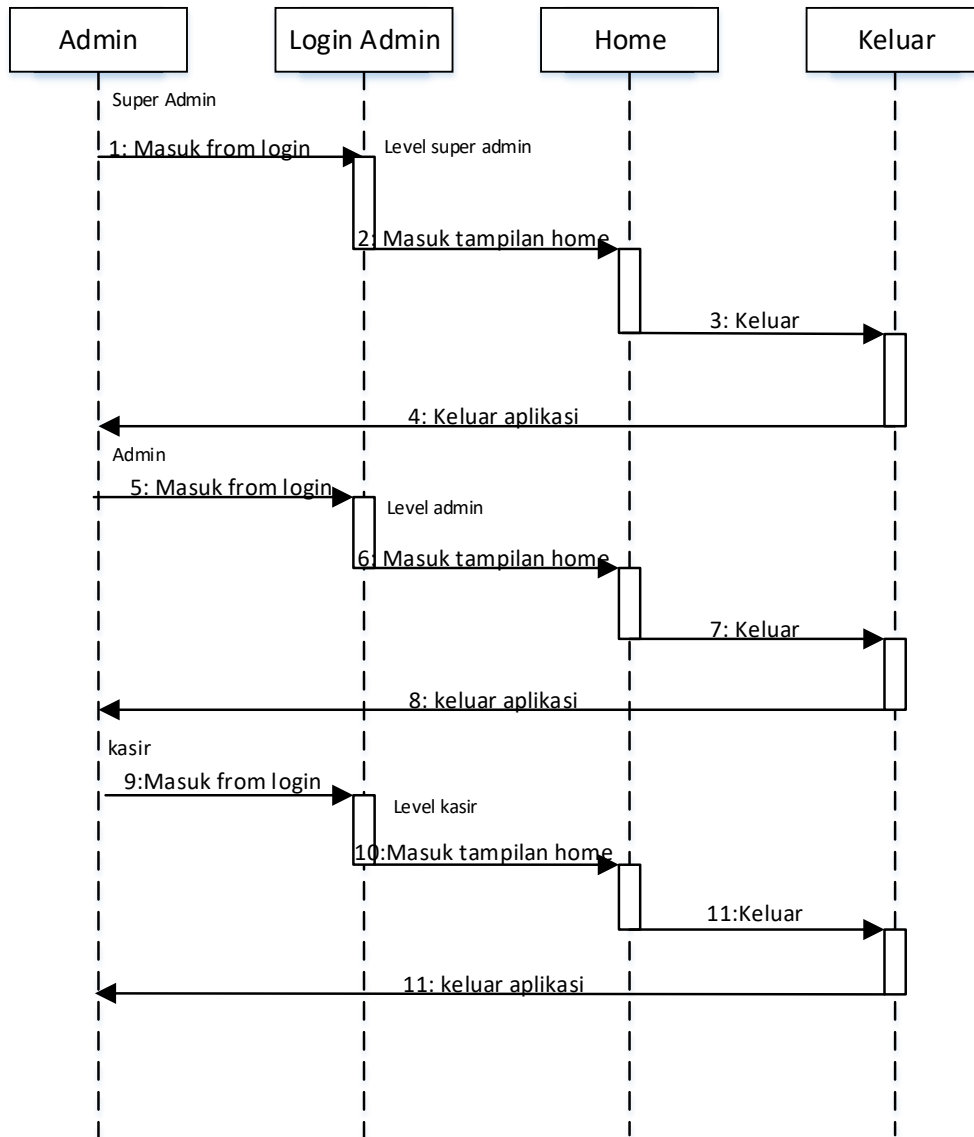 Admin
Login Admin
Home
Keluar
Super Admin
1: Masuk from login
Level super admin
2: Masuk tampilan home
3: Keluar
4: Keluar aplikasi
Admin
5: Masuk from login
Level admin
6: Masuk tampilan home
7: Keluar
8: keluar aplikasi
kasir
9:Masuk from login
Level kasir
10:Masuk tampilan home
11:Keluar
11: keluar aplikasi